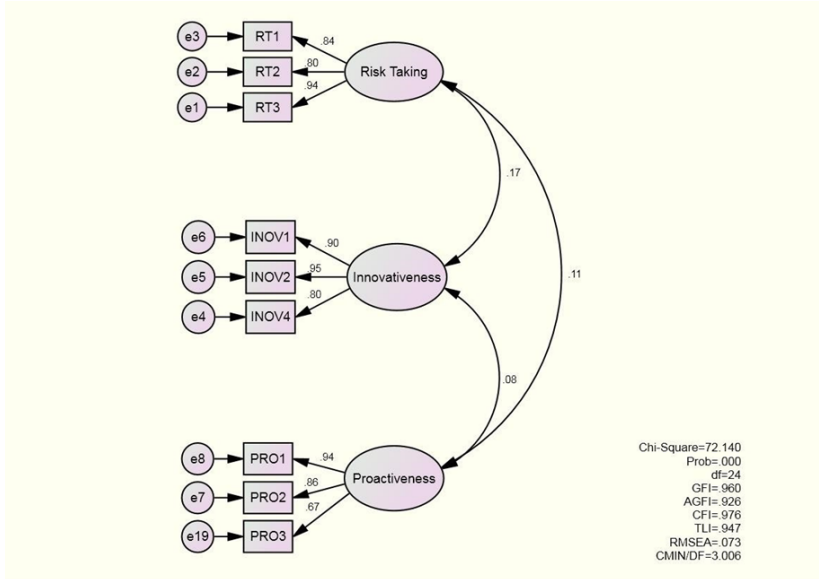 e3 RT1 .84
e2 RT2 .80 Risk Taking
e1 RT3 .94
.17
e6 INOV1 .90
e5 INOV2 .95 Innovativeness .11
e4 INOV4 .80
.08
e8 PRO1 .94
e7 PRO2 .86 Proactiveness
e19 PRO3 .67
Chi-Square=72.140
Prob=.000
df=24
GFI=.960
AGFI=.926
CFI=.976
TLI=.947
RMSEA=.073
CMIN/DF=3.006